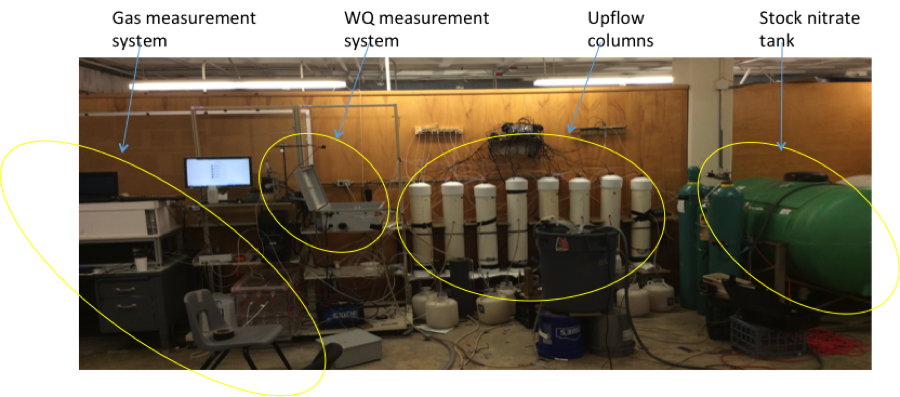 Gas measurement
system
WQ measurement
system
Upflow
columns
Stock nitrate
tank